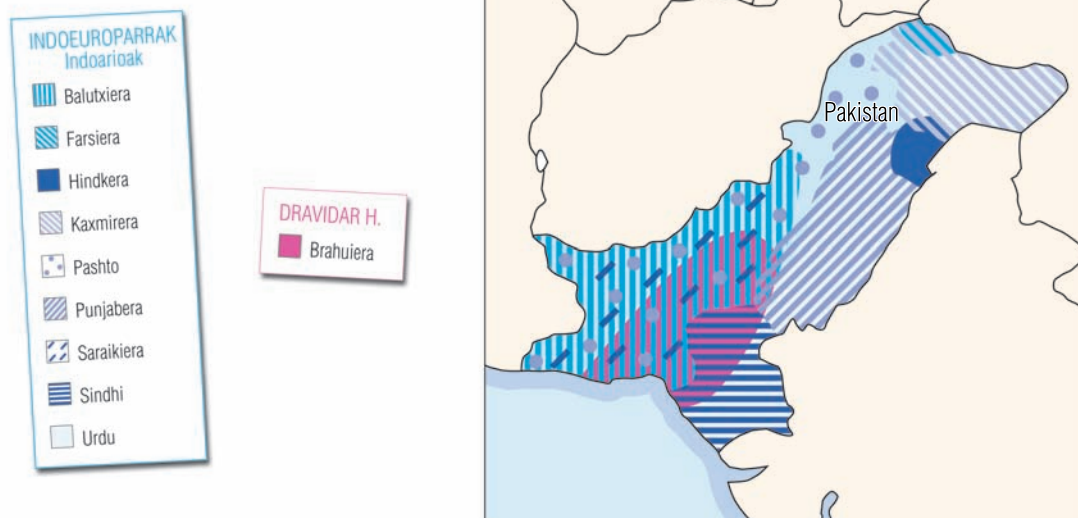 INDOEUROPARRAK
Indoarioak
Balutxiera
Farsiera
Hindkera
Kaxmirera
Pashto
Punjabera
Saraikiera
Sindhi
Urdu
DRAVIDAR H.
Brahuiera
Pakistan